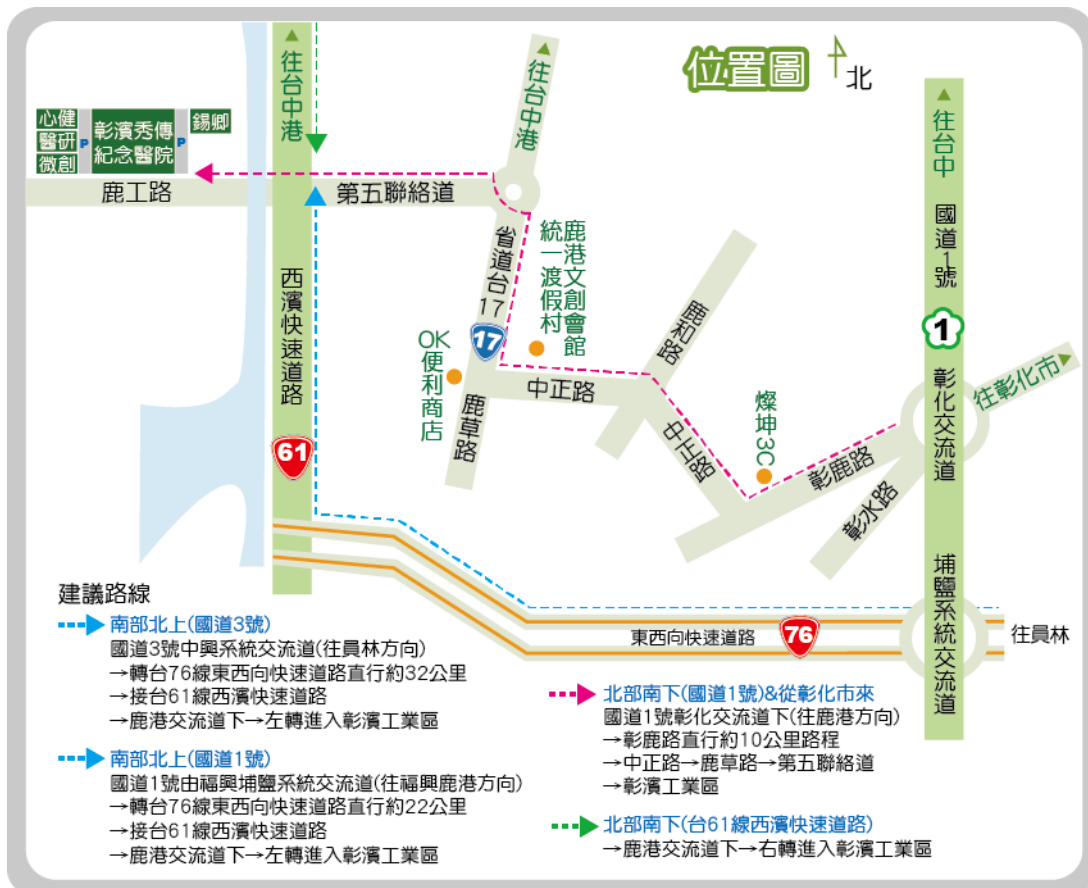 位置圖
北
往台中港
往台中港
往台中
國道1號
1
心健
醫研
微創
P
彰濱秀傳
紀念醫院
P
錫卿
鹿工路
第五聯絡道
西濱快速道路
61
省道台17
17
鹿港文創會館
統一渡假村
OK便利商店
鹿草路
中正路
鹿和路
中正路
燦坤3C
彰鹿路
彰水路
彰化交流道
往彰化市
埔鹽系統交流道
東西向快速道路
76
往員林
建議路線
南部北上(國道3號)
國道3號中興系統交流道(往員林方向)
→轉台76線東西向快速道路直行約32公里
→接台61線西濱快速道路
→鹿港交流道下→左轉進入彰濱工業區
南部北上(國道1號)
國道1號由福興埔鹽系統交流道(往福興鹿港方向)
→轉台76線東西向快速道路直行約22公里
→接台61線西濱快速道路
→鹿港交流道下→左轉進入彰濱工業區
北部南下(國道1號)&從彰化市來
國道1號彰化交流道下(往鹿港方向)
→彰鹿路直行約10公里路程
→中正路→鹿草路→第五聯絡道
→彰濱工業區
北部南下(台61線西濱快速道路)
→鹿港交流道下→右轉進入彰濱工業區